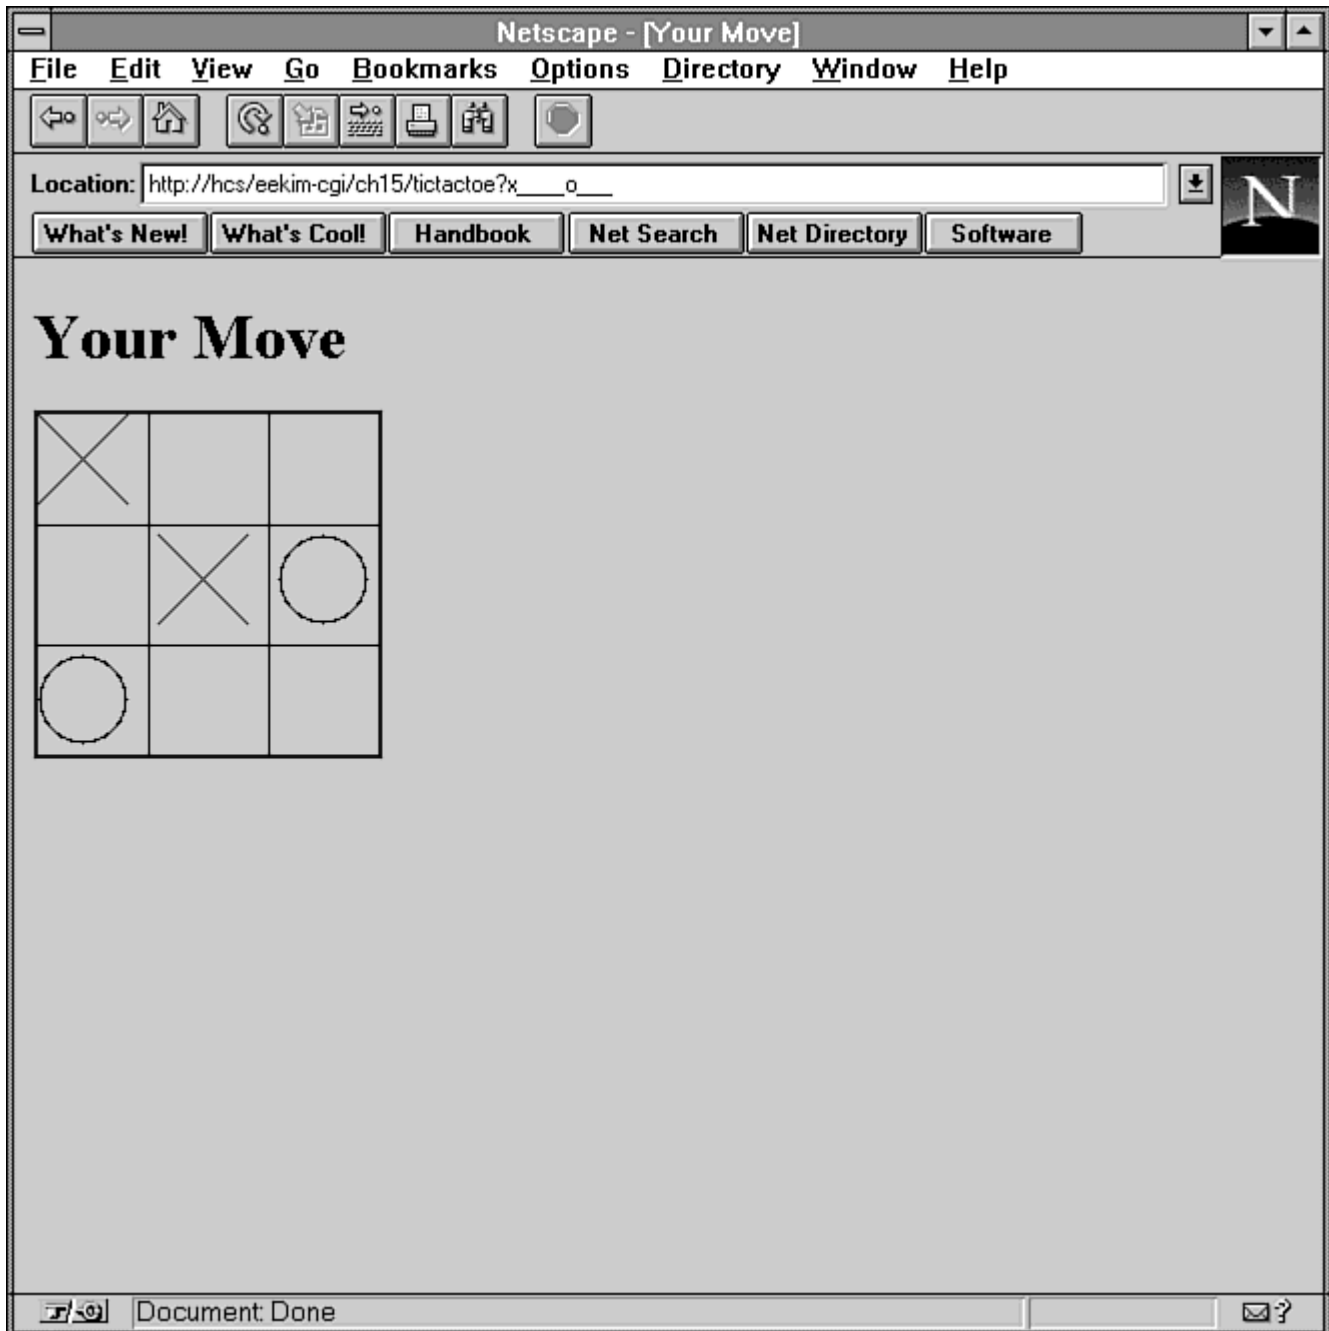 Netscape - [Your Move]
File Edit View Go Bookmarks Options Directory Window Help
Location: http://hcs/eekim-cgi/ch15/tictactoe?x____o___
N
What's New! What's Cool! Handbook Net Search Net Directory Software
Your Move
Document: Done
?